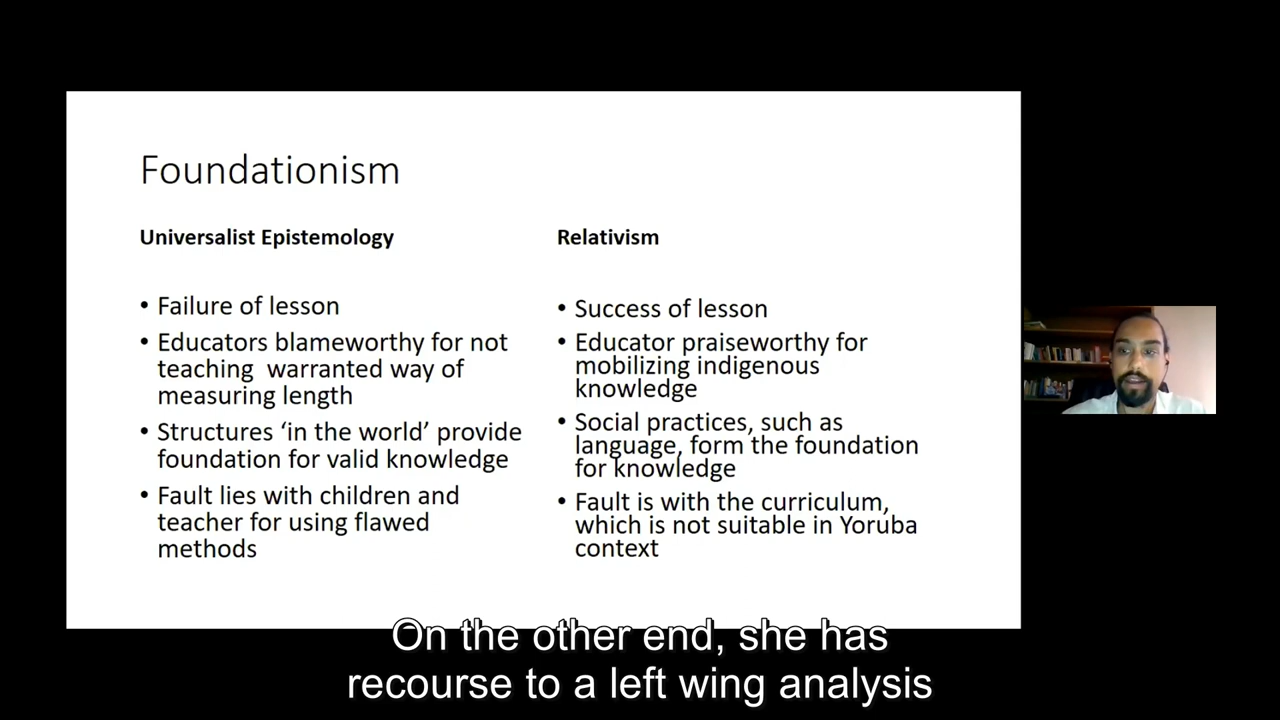 Foundationism
Universalist Epistemology
• Failure of lesson
• Educators blameworthy for not
teaching warranted way of
measuring length
• Structures ‘in the world’ provide
foundation for valid knowledge
• Fault lies with children and
teacher for using flawed
methods
Relativism
• Success of lesson
• Educator praiseworthy for
mobilizing indigenous
knowledge
• Social practices, such as
language, form the foundation
for knowledge
• Fault is with the curriculum,
which is not suitable in Yoruba
context
On the other end, she has
recourse to a left wing analysis